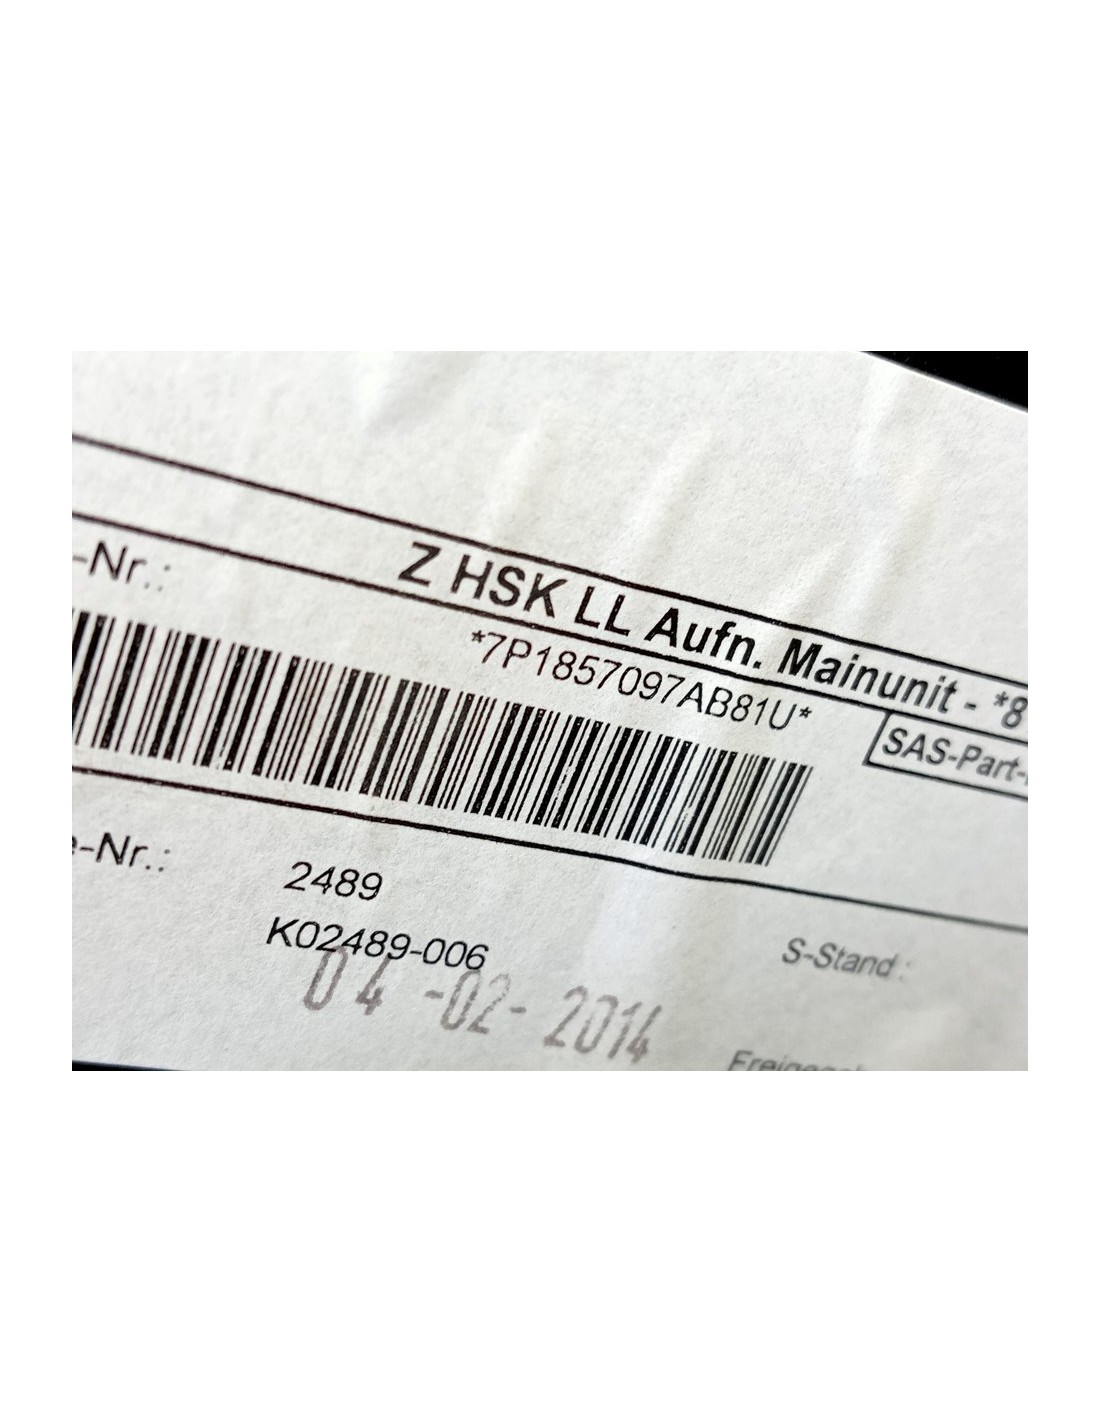 Z HSK LL Aufn. Mainunit - *8
-Nr.:
*7P1857097AB81U*
SAS-Part-
e-Nr.:
2489
K02489-006
04 -02- 2014
S-Stand :